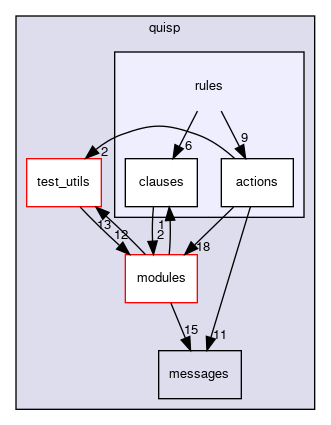 quisp
rules
2
6
9
test_utils
clauses
actions
13
12
1
2
18
modules
15
11
messages